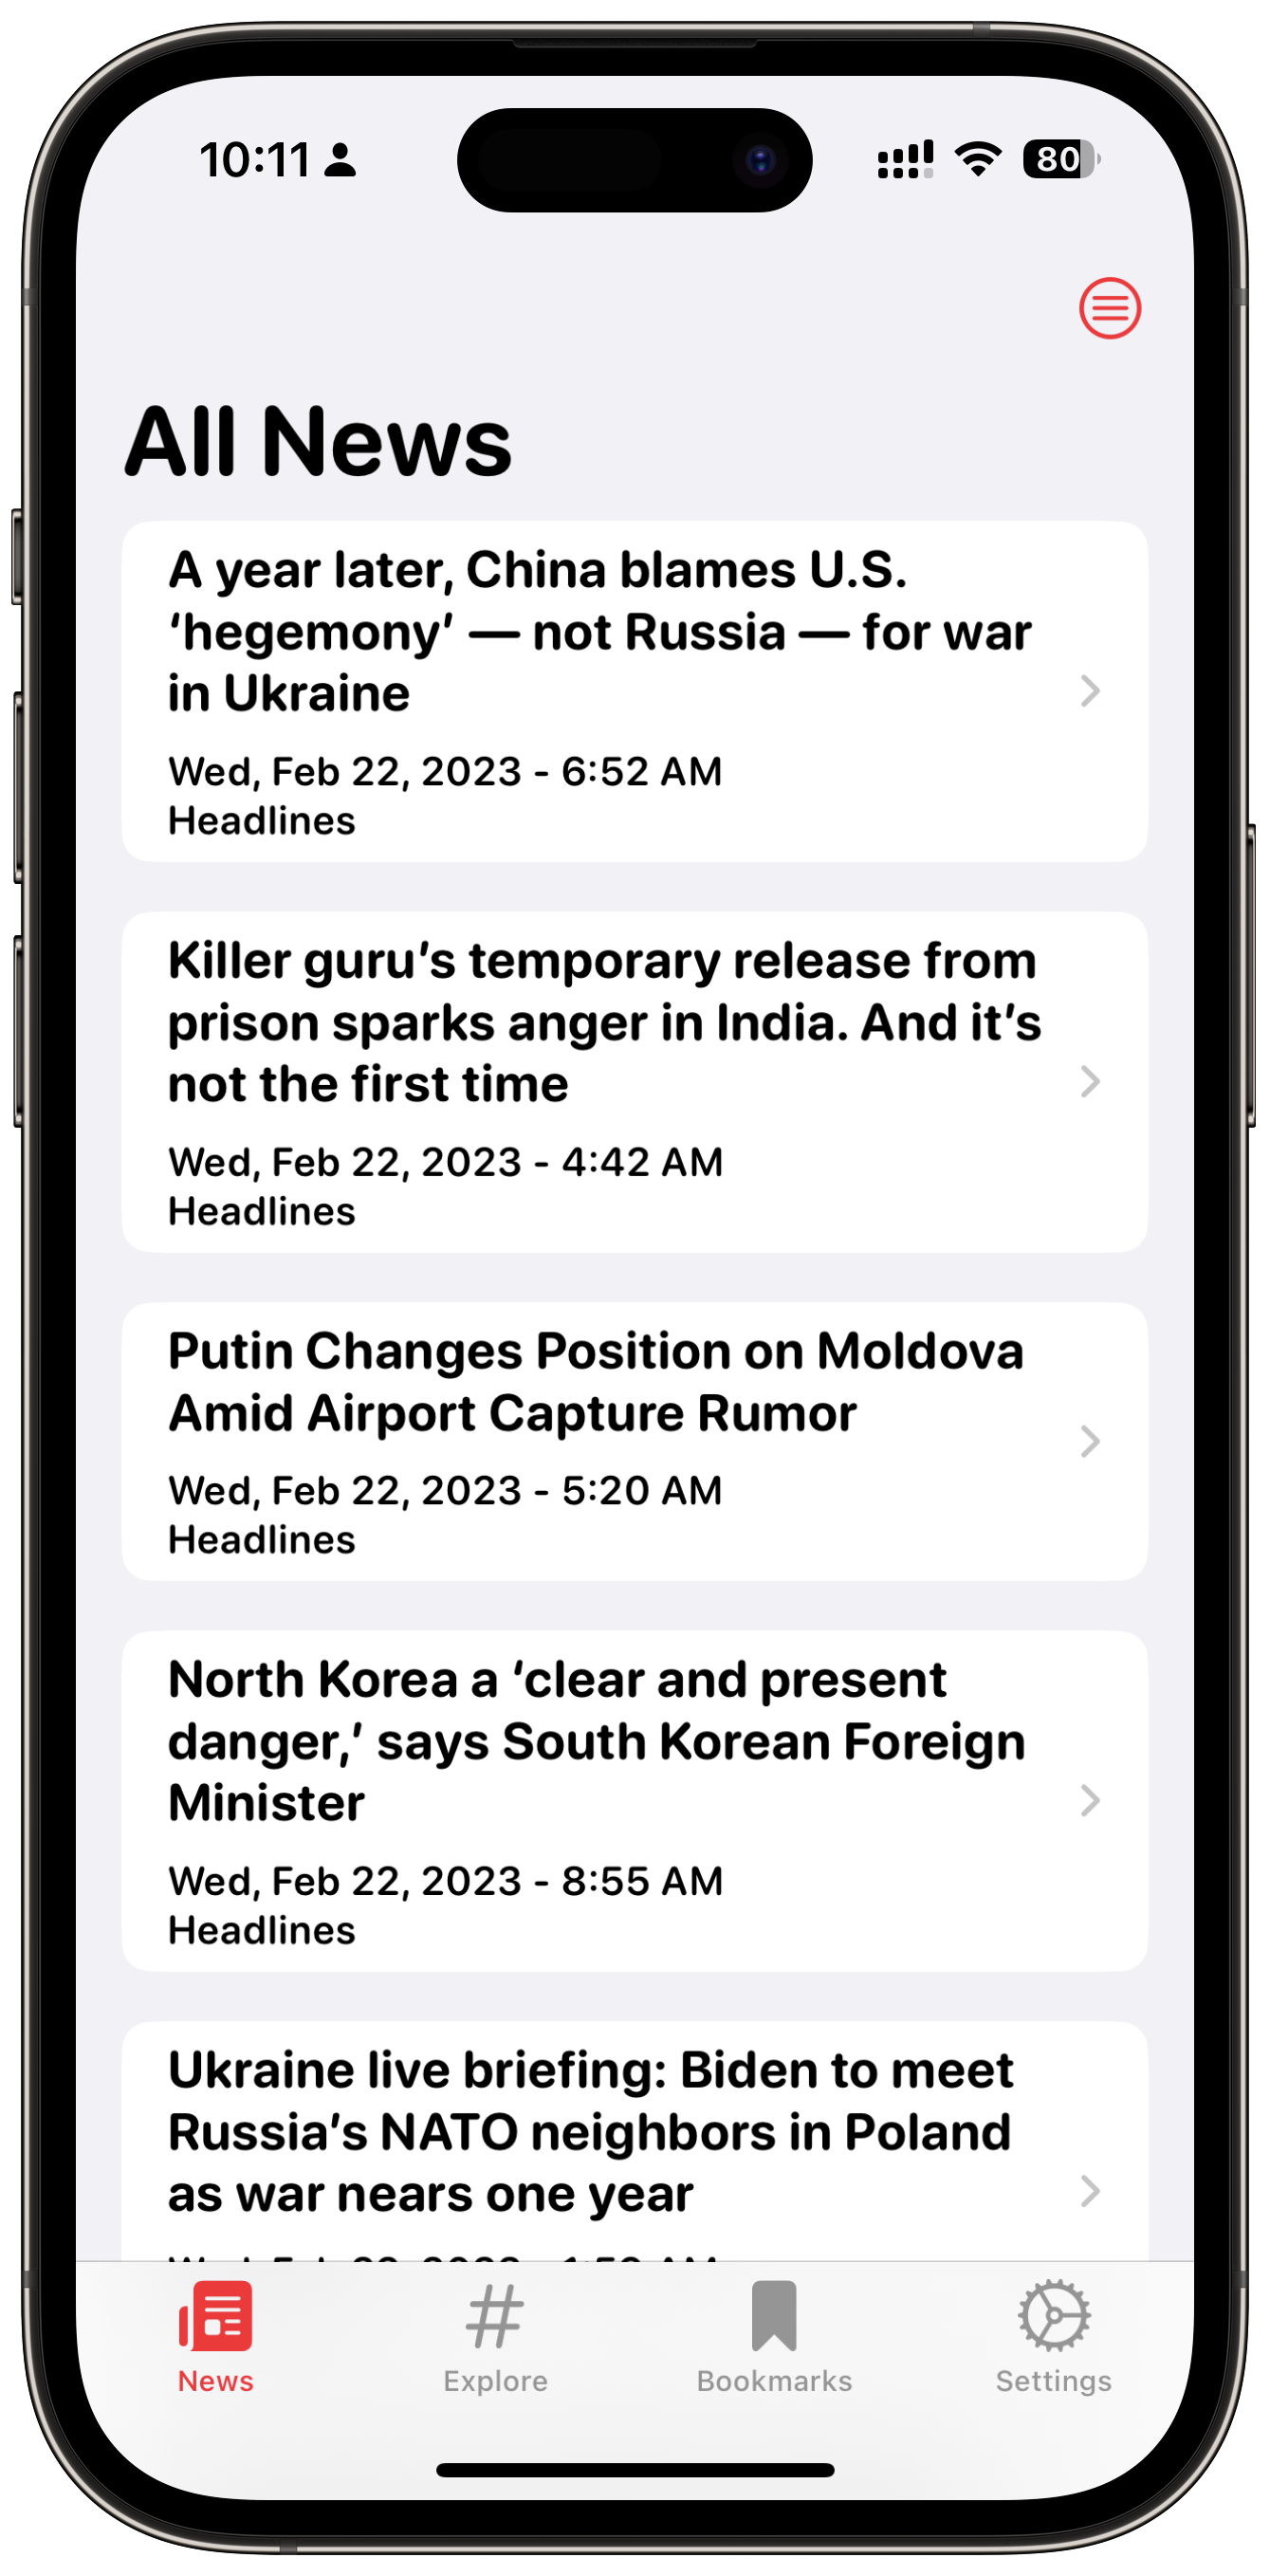 10:11
80
All News
A year later, China blames U.S.
‘hegemony’ — not Russia — for war
in Ukraine
Wed, Feb 22, 2023 - 6:52 AM
Headlines
Killer guru’s temporary release from
prison sparks anger in India. And it’s
not the first time
Wed, Feb 22, 2023 - 4:42 AM
Headlines
Putin Changes Position on Moldova
Amid Airport Capture Rumor
Wed, Feb 22, 2023 - 5:20 AM
Headlines
North Korea a ‘clear and present
danger,’ says South Korean Foreign
Minister
Wed, Feb 22, 2023 - 8:55 AM
Headlines
Ukraine live briefing: Biden to meet
Russia’s NATO neighbors in Poland
as war nears one year
News
Explore
Bookmarks
Settings